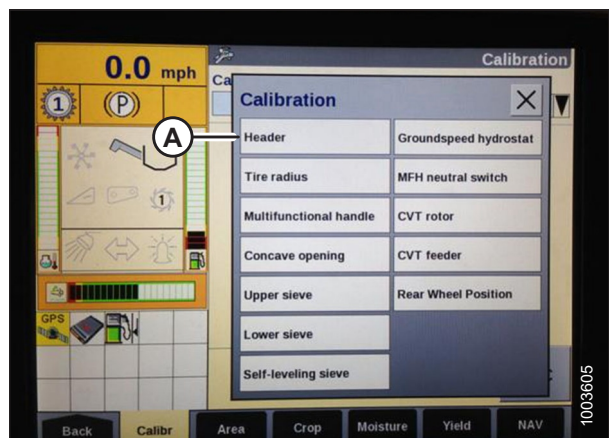 0.0 mph
Calibration
1
(P)
Ca
Calibration
X
A
Header
Groundspeed hydrostat
Tire radius
MFH neutral switch
1
Multifunctional handle
CVT rotor
Concave opening
CVT feeder
Upper sieve
Rear Wheel Position
GPS
Lower sieve
Self-leveling sieve
Back
Calibr
Area
Crop
Moisture
Yield
NAV
1003605